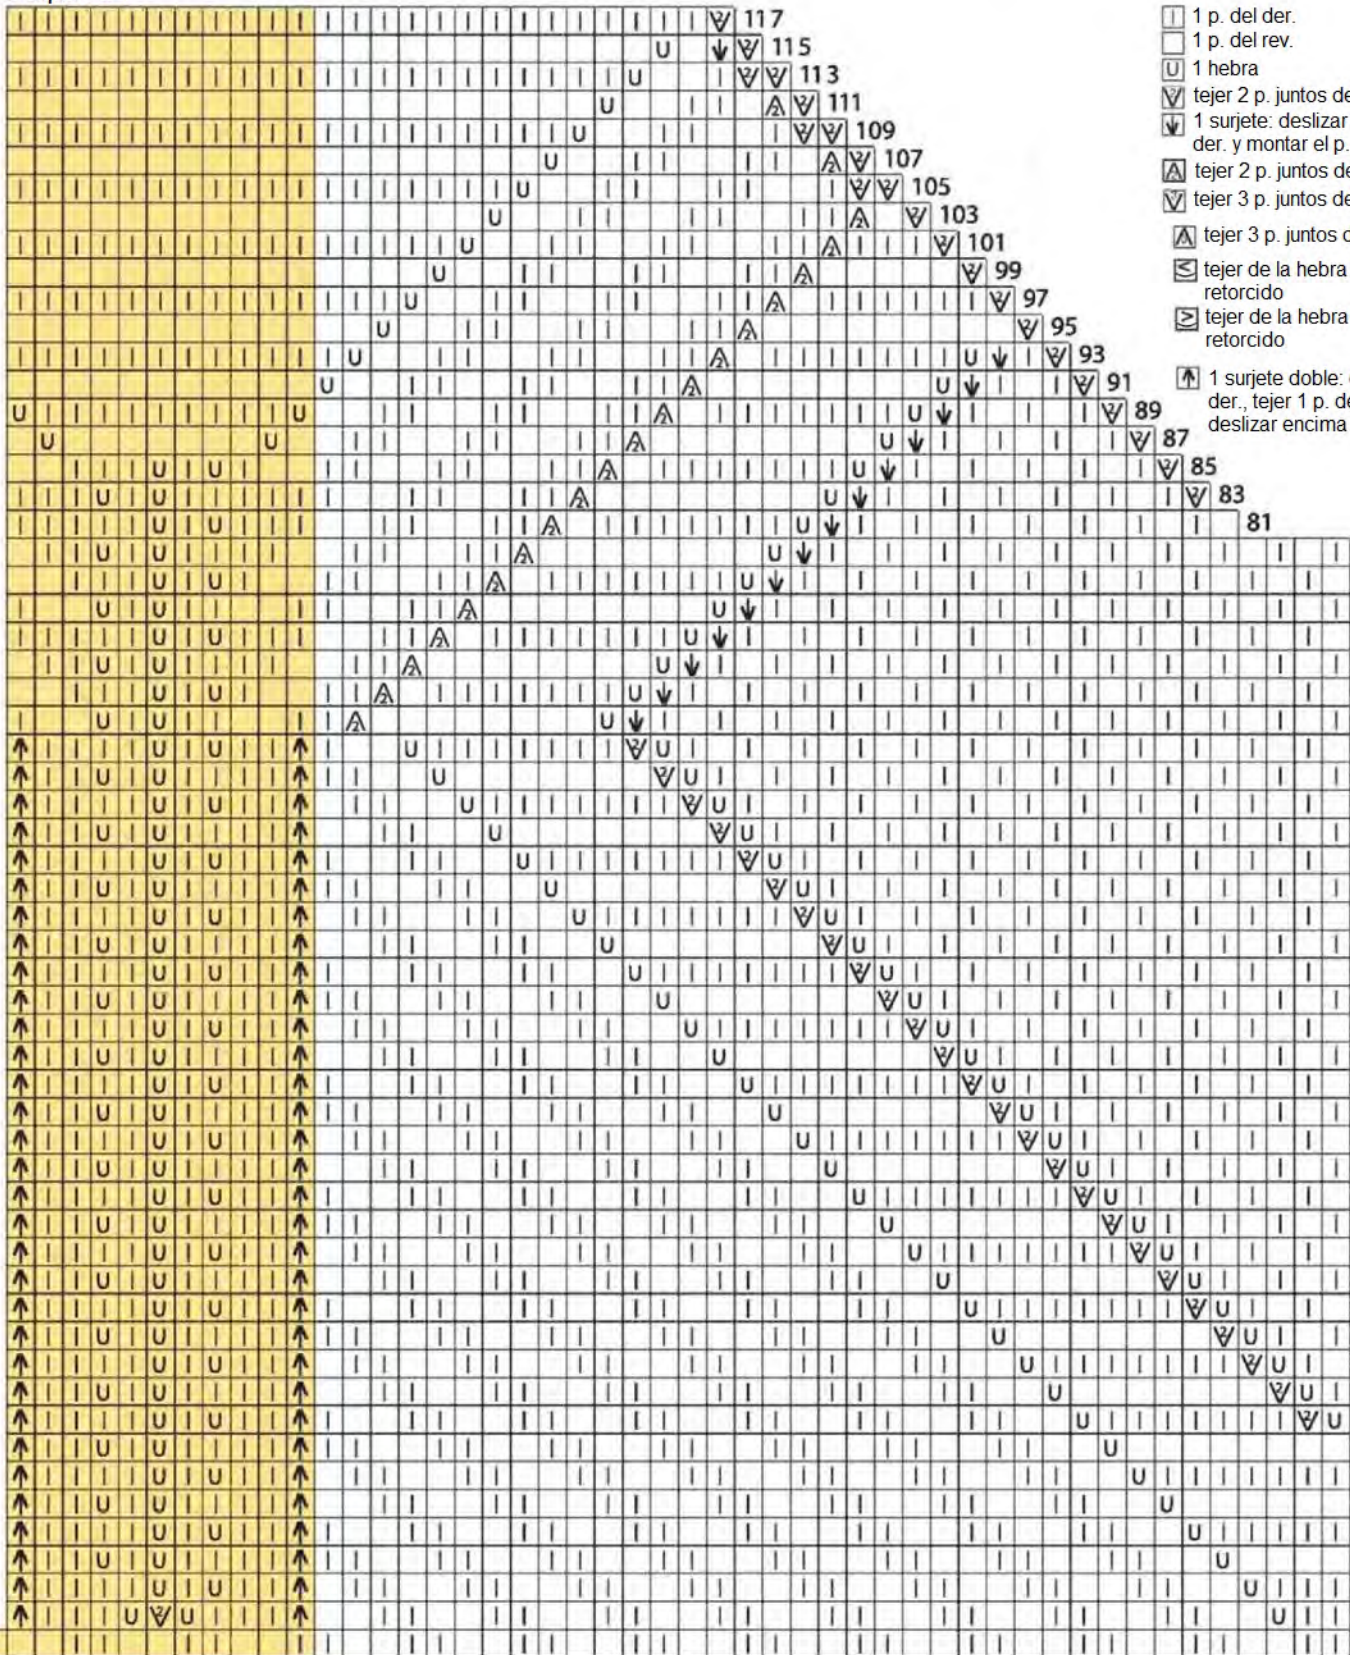 117
115
113
111
109
107
105
103
101
99
97
95
93
91
89
87
85
83
81
1 p. del der.
1 p. del rev.
1 hebra
tejer 2 p. juntos de
1 surjete: deslizar
der. y montar el p.
tejer 2 p. juntos de
tejer 3 p. juntos de
tejer 3 p. juntos
tejer de la hebra
retorcido
tejer de la hebra
retorcido
1 surjete doble:
der., tejer 1 p. de
deslizar encima